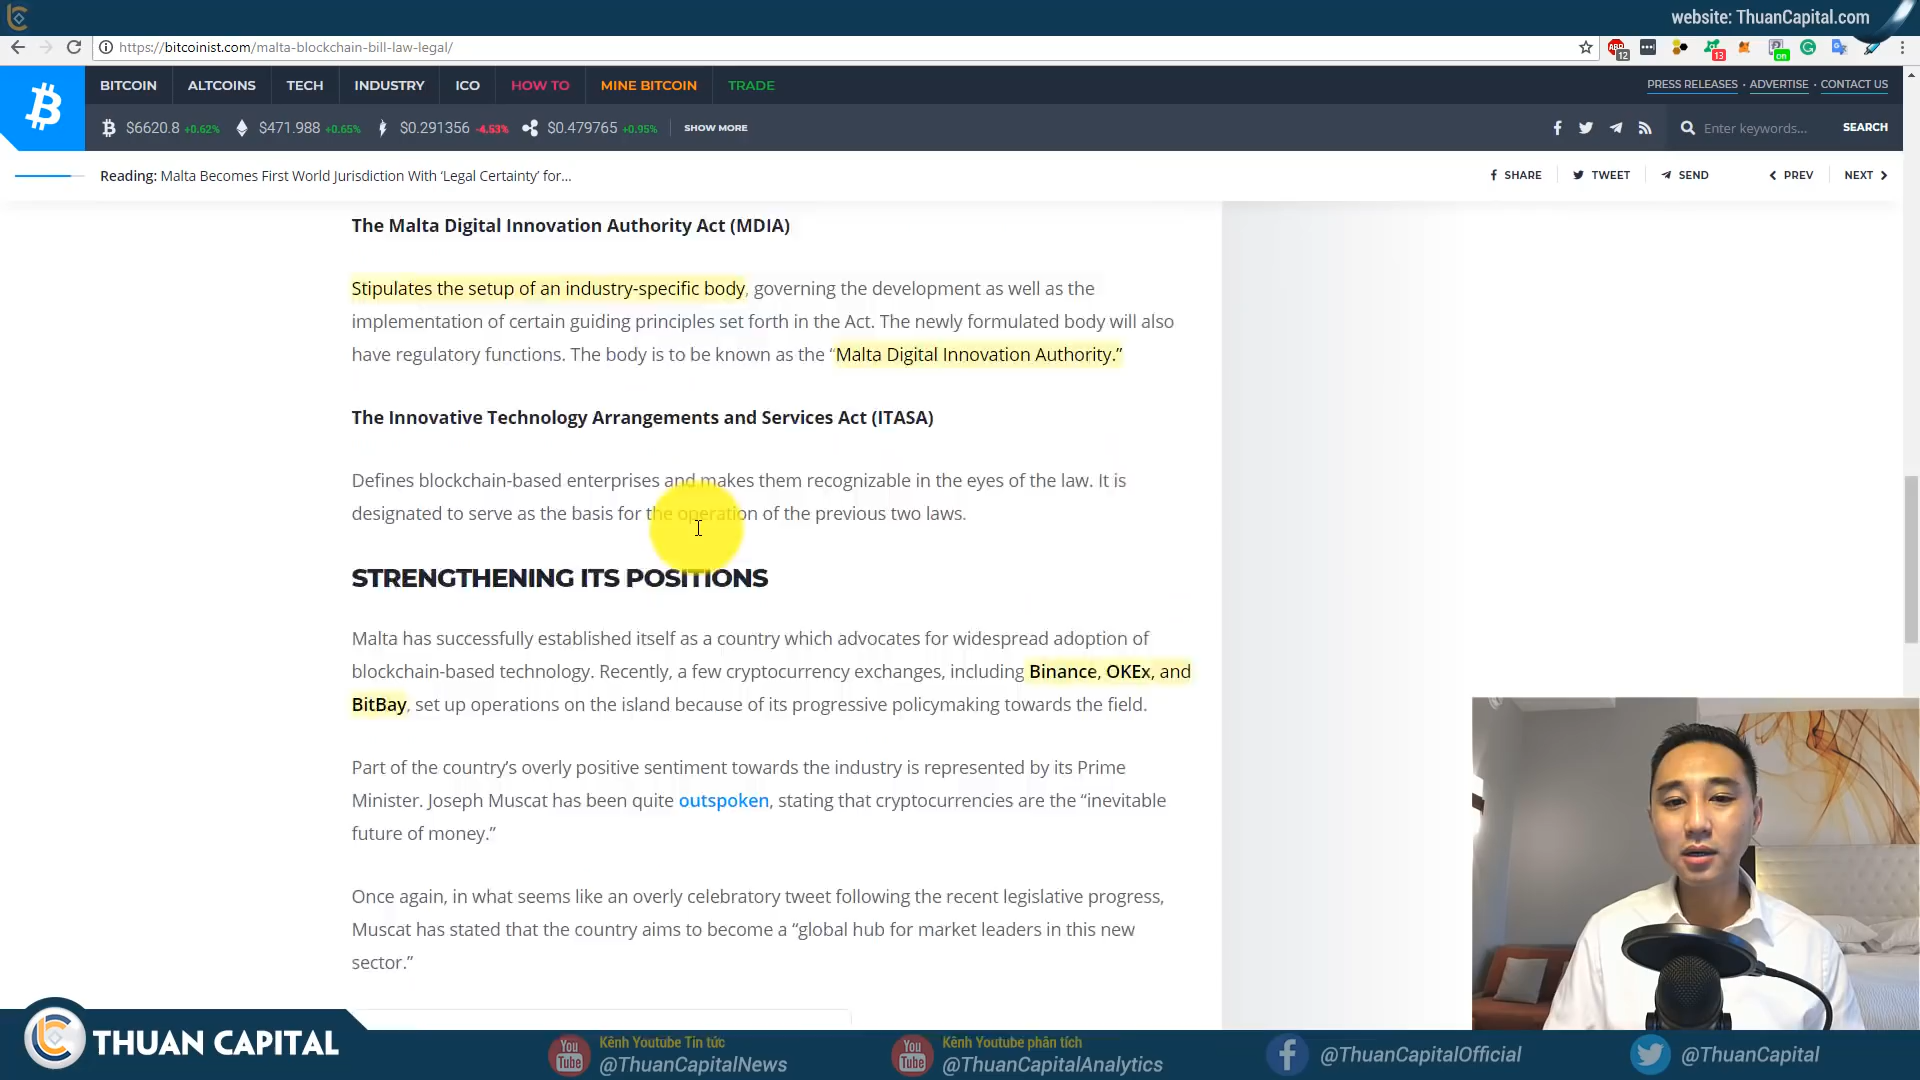 website: ThuanCapital.com
https://bitcoinist.com/malta-blockchain-bill-law-legal/
12
13
on
BITCOIN ALTCOINS TECH INDUSTRY ICO HOW TO MINE BITCOIN TRADE
PRESS RELEASES · ADVERTISE · CONTACT US
$6620.8 +0.62% $471.988 +0.65% $0.291356 -4.53% $0.479765 +0.95% SHOW MORE
Enter keywords... SEARCH
Reading: Malta Becomes First World Jurisdiction With ‘Legal Certainty’ for...
SHARE TWEET SEND PREV NEXT
The Malta Digital Innovation Authority Act (MDIA)
Stipulates the setup of an industry-specific body, governing the development as well as the
implementation of certain guiding principles set forth in the Act. The newly formulated body will also
have regulatory functions. The body is to be known as the “Malta Digital Innovation Authority.”
The Innovative Technology Arrangements and Services Act (ITASA)
Defines blockchain-based enterprises and makes them recognizable in the eyes of the law. It is
designated to serve as the basis for the operation of the previous two laws.
STRENGTHENING ITS POSITIONS
Malta has successfully established itself as a country which advocates for widespread adoption of
blockchain-based technology. Recently, a few cryptocurrency exchanges, including Binance, OKEx, and
BitBay, set up operations on the island because of its progressive policymaking towards the field.
Part of the country’s overly positive sentiment towards the industry is represented by its Prime
Minister. Joseph Muscat has been quite outspoken, stating that cryptocurrencies are the “inevitable
future of money.”
Once again, in what seems like an overly celebratory tweet following the recent legislative progress,
Muscat has stated that the country aims to become a “global hub for market leaders in this new
sector.”
THUAN CAPITAL
You Tube
Kênh Youtube Tin tức
@ThuanCapitalNews
You Tube
Kênh Youtube phân tích
@ThuanCapitalAnalytics
@ThuanCapitalOfficial
@ThuanCapital